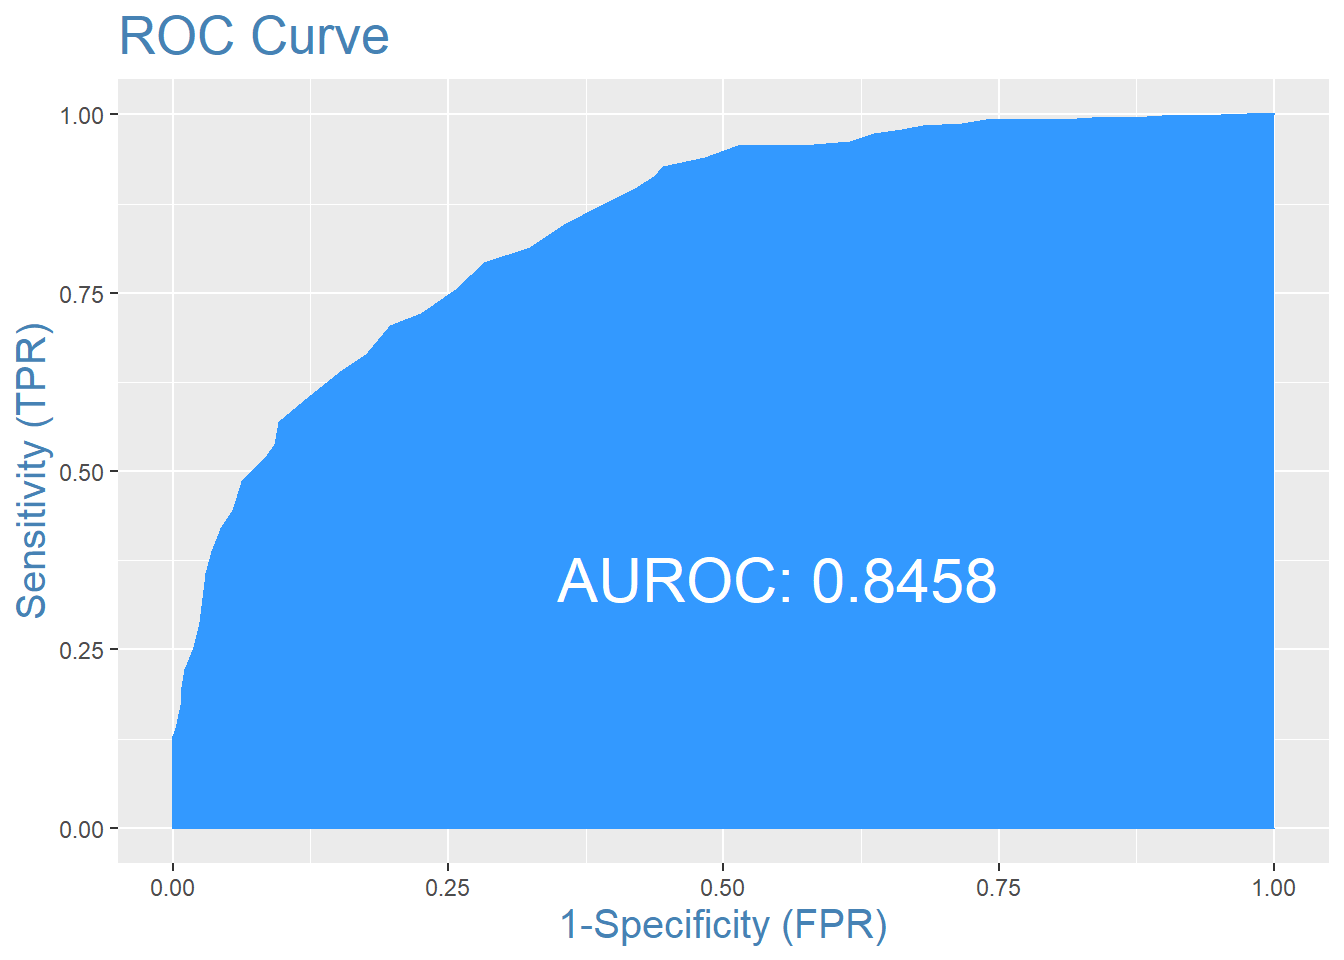 ROC Curve
1.00
0.75
0.50
0.25
0.00
Sensitivity (TPR)
AUROC: 0.8458
0.00 0.25 0.50 0.75 1.00
1-Specificity (FPR)